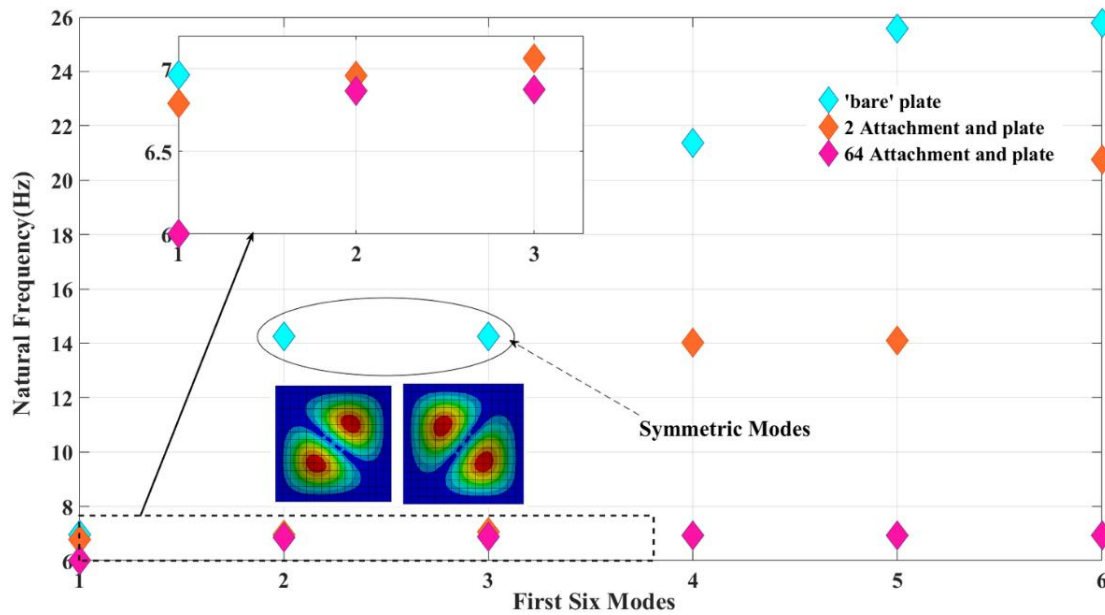 26
24
22
20
18
16
14
12
10
8
6
Natural Frequency(Hz)
7
6.5
6
1 2 3
'bare' plate
2 Attachment and plate
64 Attachment and plate
Symmetric Modes
1 2 3 4 5 6
First Six Modes